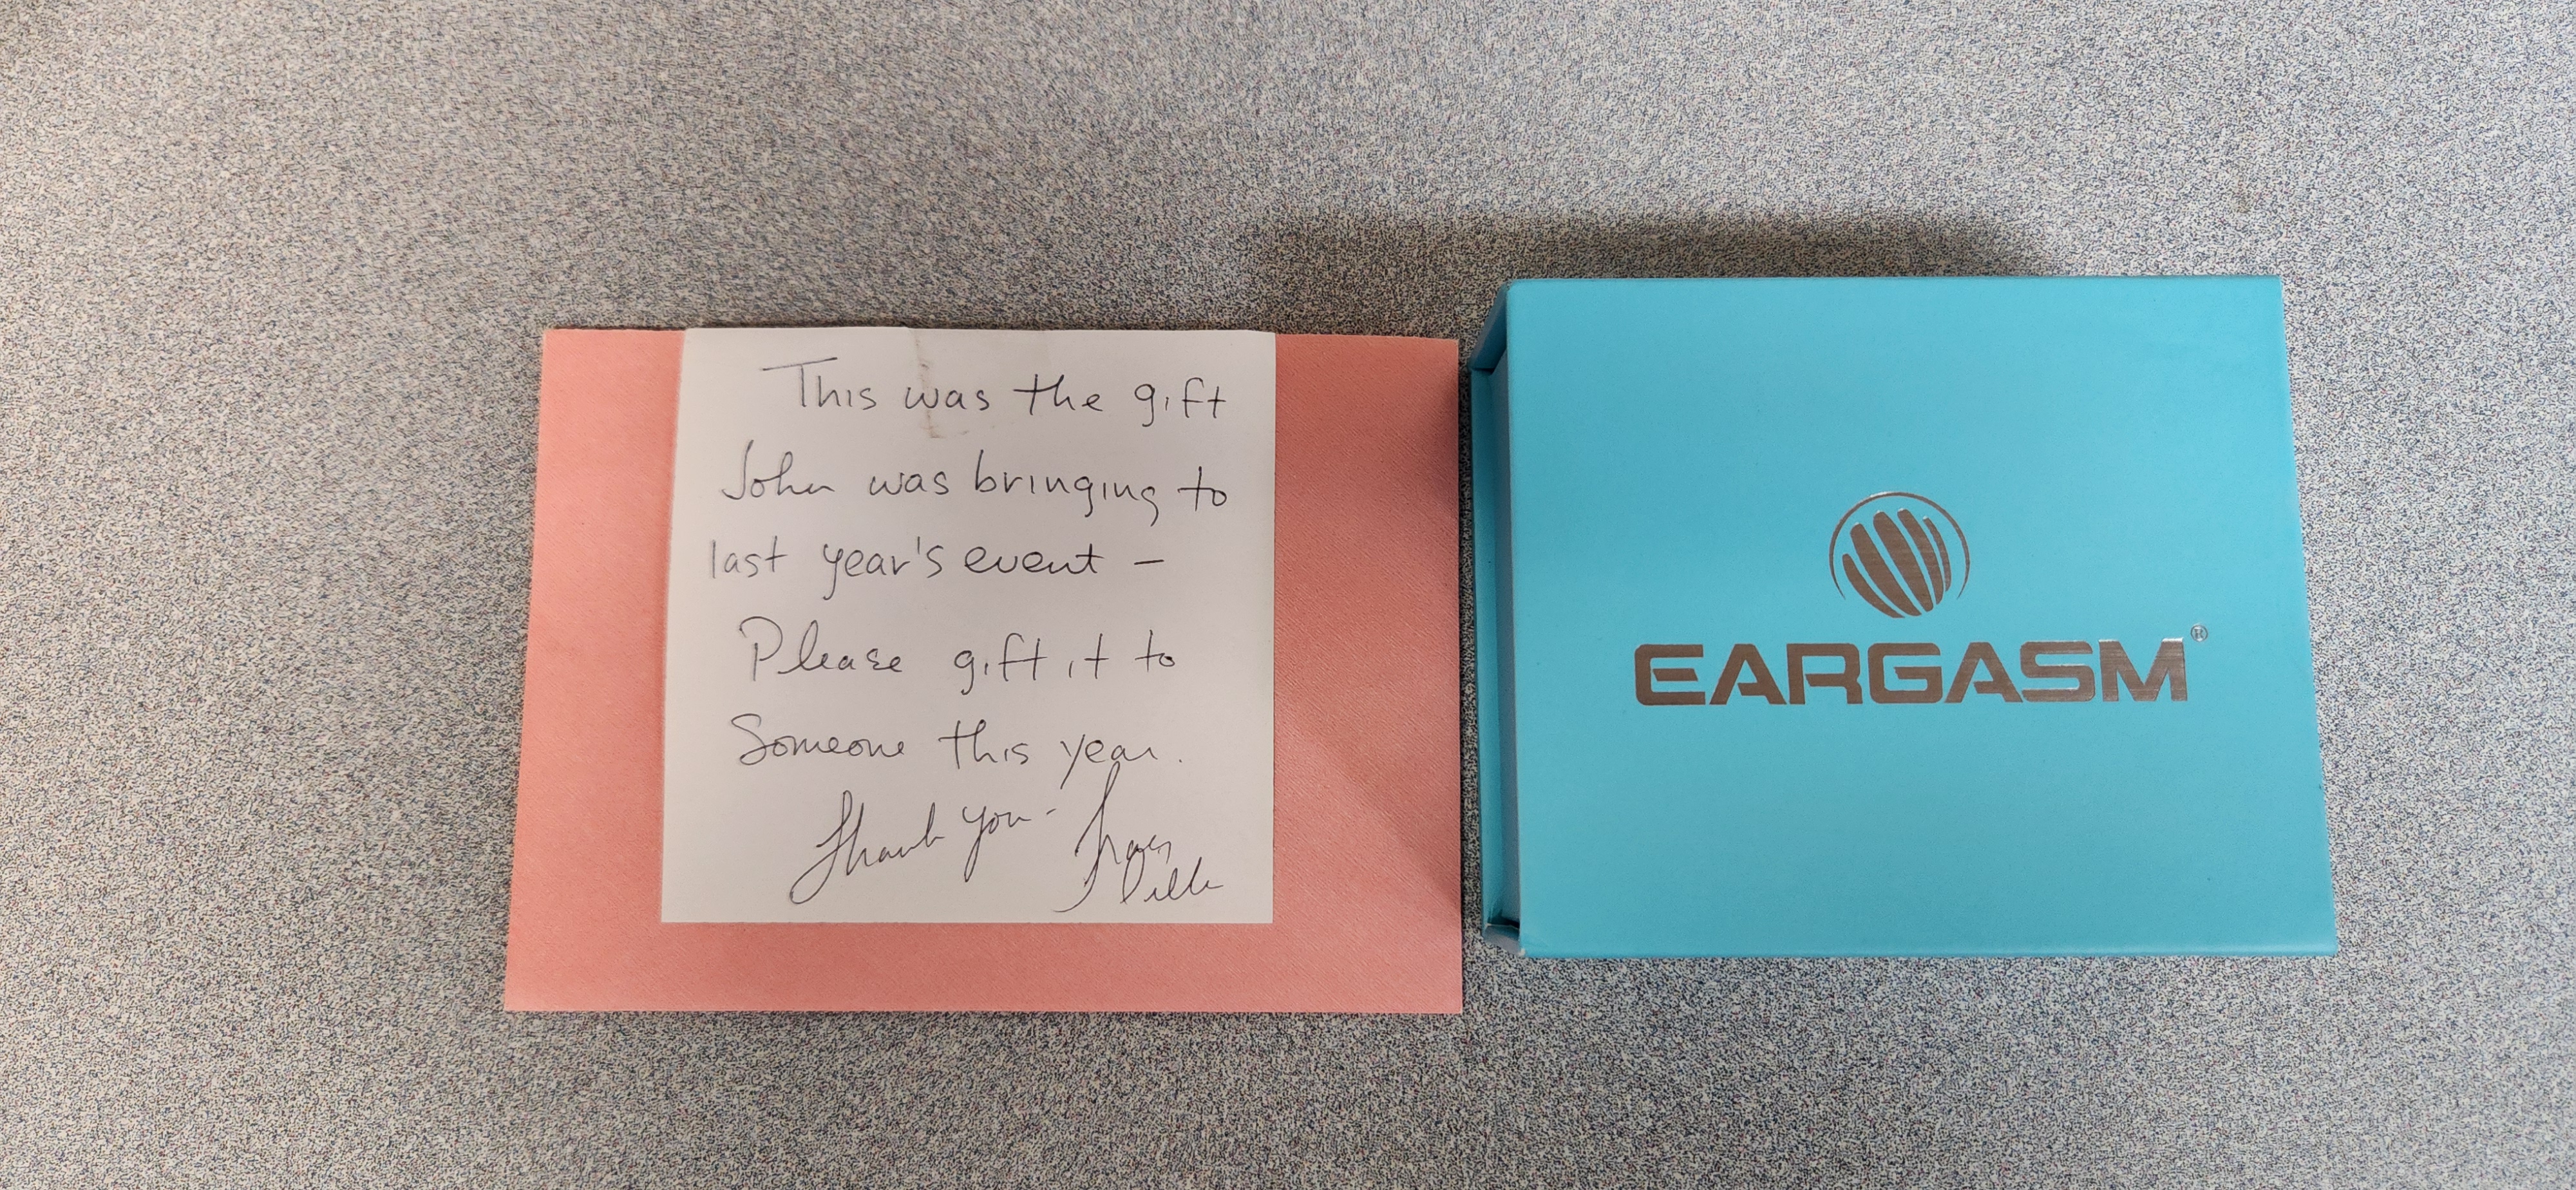 This was the gift
John was bringing to
last year's event –
Please gift it to
Someone this year.
Thank you -
EARGASM®